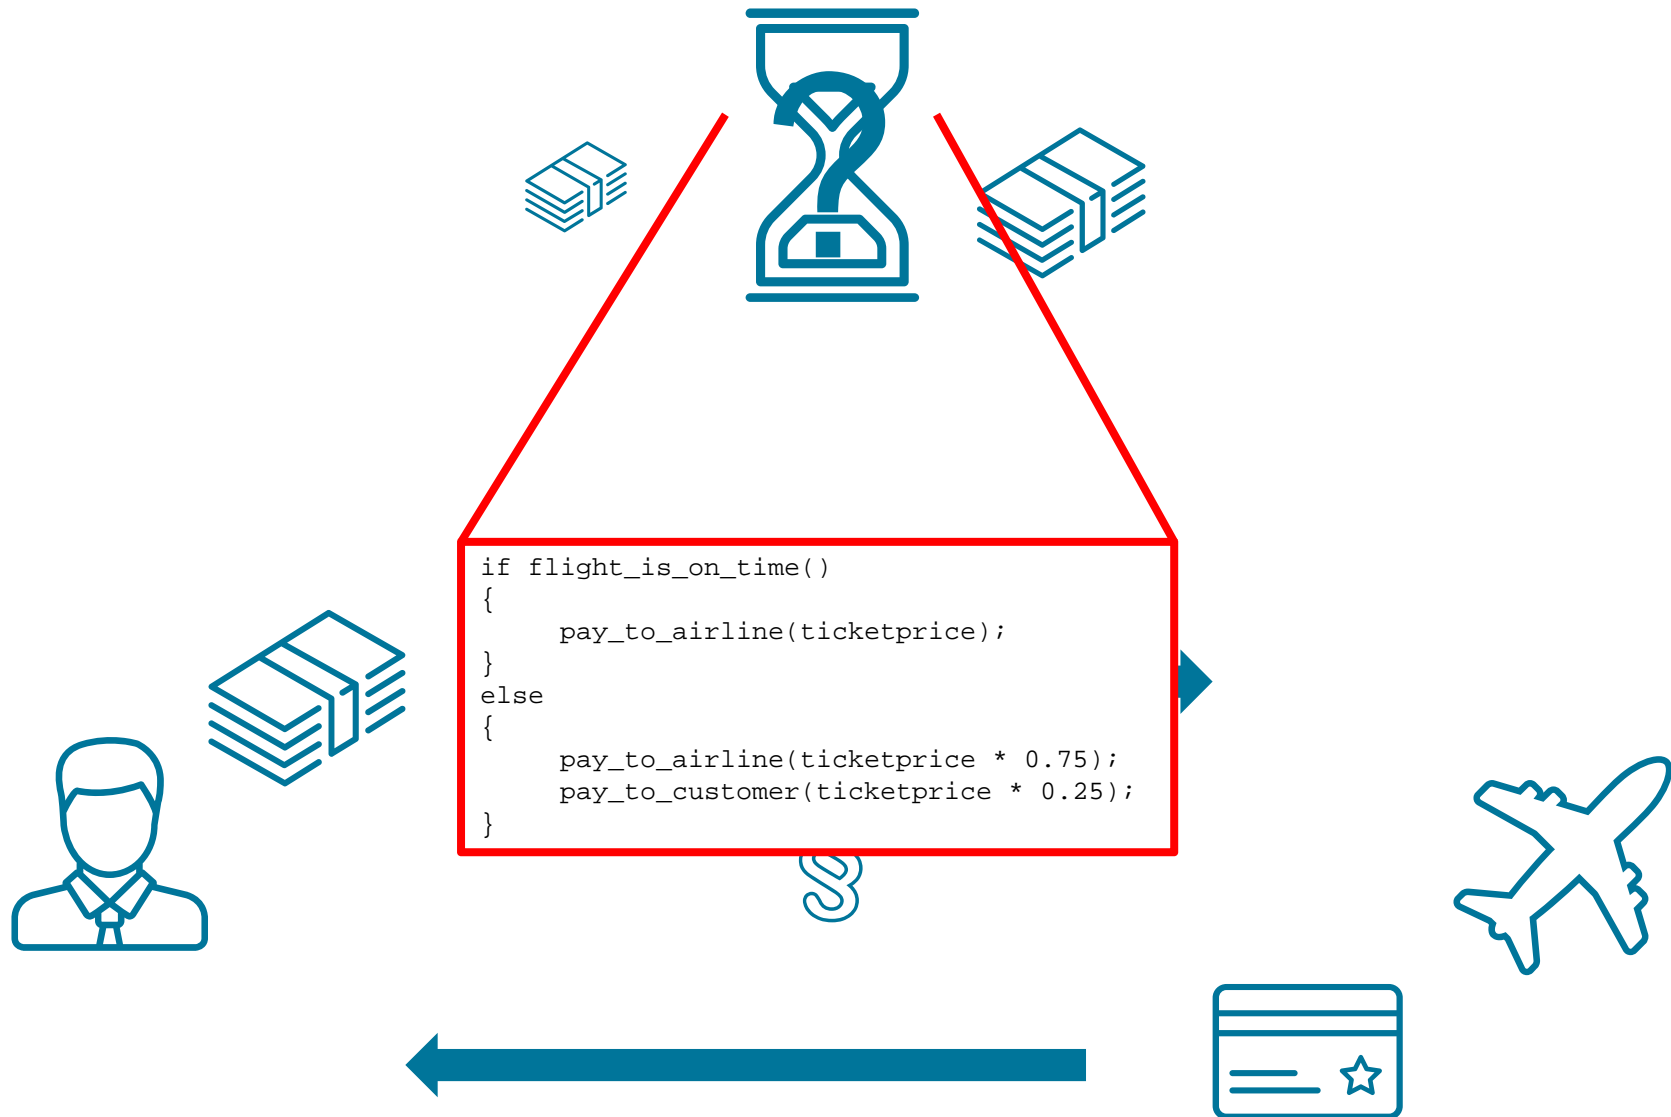 if flight_is_on_time()
{
     pay_to_airline(ticketprice);
}
else
{
     pay_to_airline(ticketprice * 0.75);
     pay_to_customer(ticketprice * 0.25);
}
§